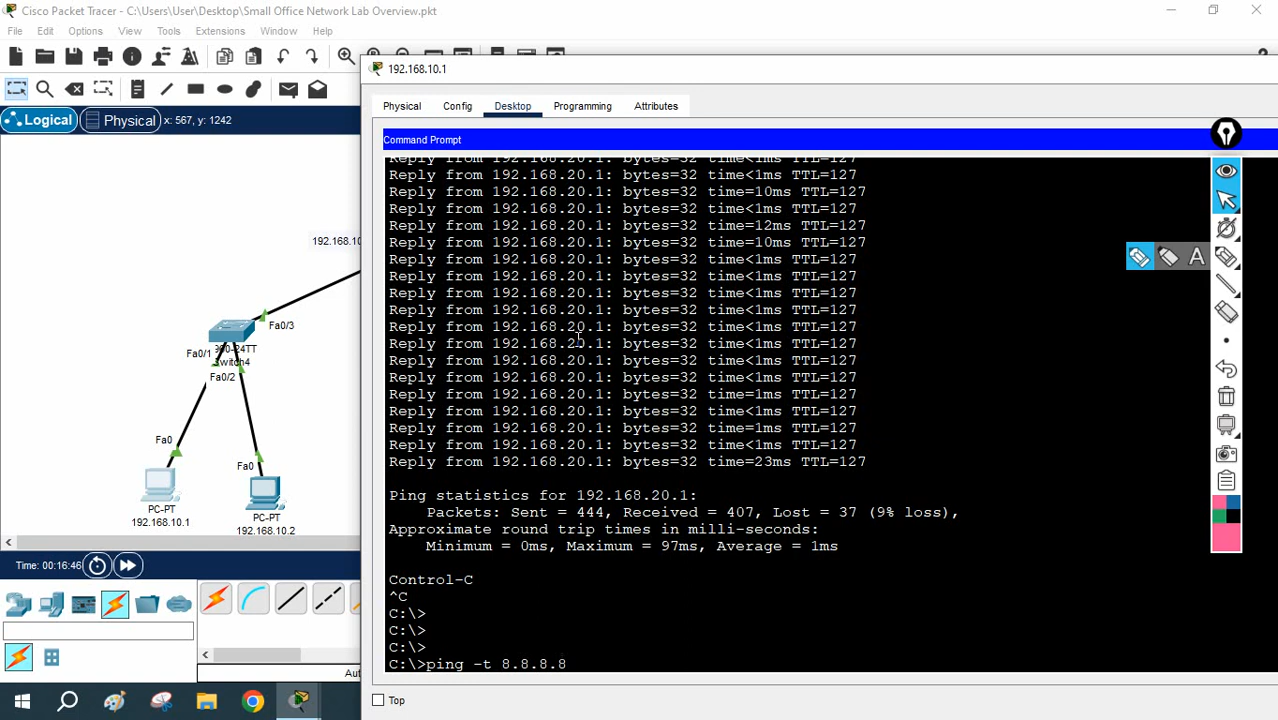 Cisco Packet Tracer - C:\Users\User\Desktop\Small Office Network Lab Overview.pkt
File Edit Options View Tools Extensions Window Help
192.168.10.1
Logical Physical x: 567, y: 1242
Physical Config Desktop Programming Attributes
Command Prompt
Reply from 192.168.20.1: bytes=32 time<1ms TTL=127
Reply from 192.168.20.1: bytes=32 time<1ms TTL=127
Reply from 192.168.20.1: bytes=32 time=10ms TTL=127
Reply from 192.168.20.1: bytes=32 time<1ms TTL=127
Reply from 192.168.20.1: bytes=32 time=12ms TTL=127
Reply from 192.168.20.1: bytes=32 time=10ms TTL=127
Reply from 192.168.20.1: bytes=32 time<1ms TTL=127
Reply from 192.168.20.1: bytes=32 time<1ms TTL=127
Reply from 192.168.20.1: bytes=32 time<1ms TTL=127
Reply from 192.168.20.1: bytes=32 time<1ms TTL=127
Reply from 192.168.20.1: bytes=32 time<1ms TTL=127
Reply from 192.168.20.1: bytes=32 time<1ms TTL=127
Reply from 192.168.20.1: bytes=32 time<1ms TTL=127
Reply from 192.168.20.1: bytes=32 time<1ms TTL=127
Reply from 192.168.20.1: bytes=32 time=1ms TTL=127
Reply from 192.168.20.1: bytes=32 time<1ms TTL=127
Reply from 192.168.20.1: bytes=32 time=1ms TTL=127
Reply from 192.168.20.1: bytes=32 time<1ms TTL=127
Reply from 192.168.20.1: bytes=32 time=23ms TTL=127
Ping statistics for 192.168.20.1:
Packets: Sent = 444, Received = 407, Lost = 37 (9% loss),
Approximate round trip times in milli-seconds:
Minimum = 0ms, Maximum = 97ms, Average = 1ms
Control-C
^C
C:\>
C:\>
C:\>
C:\>ping -t 8.8.8.8
Top
192.168.10
Fa0/3
Fa0/1
Fa0/2
Fa0
Fa0
PC-PT
192.168.10.1
PC-PT
192.168.10.2
Time: 00:16:46
A